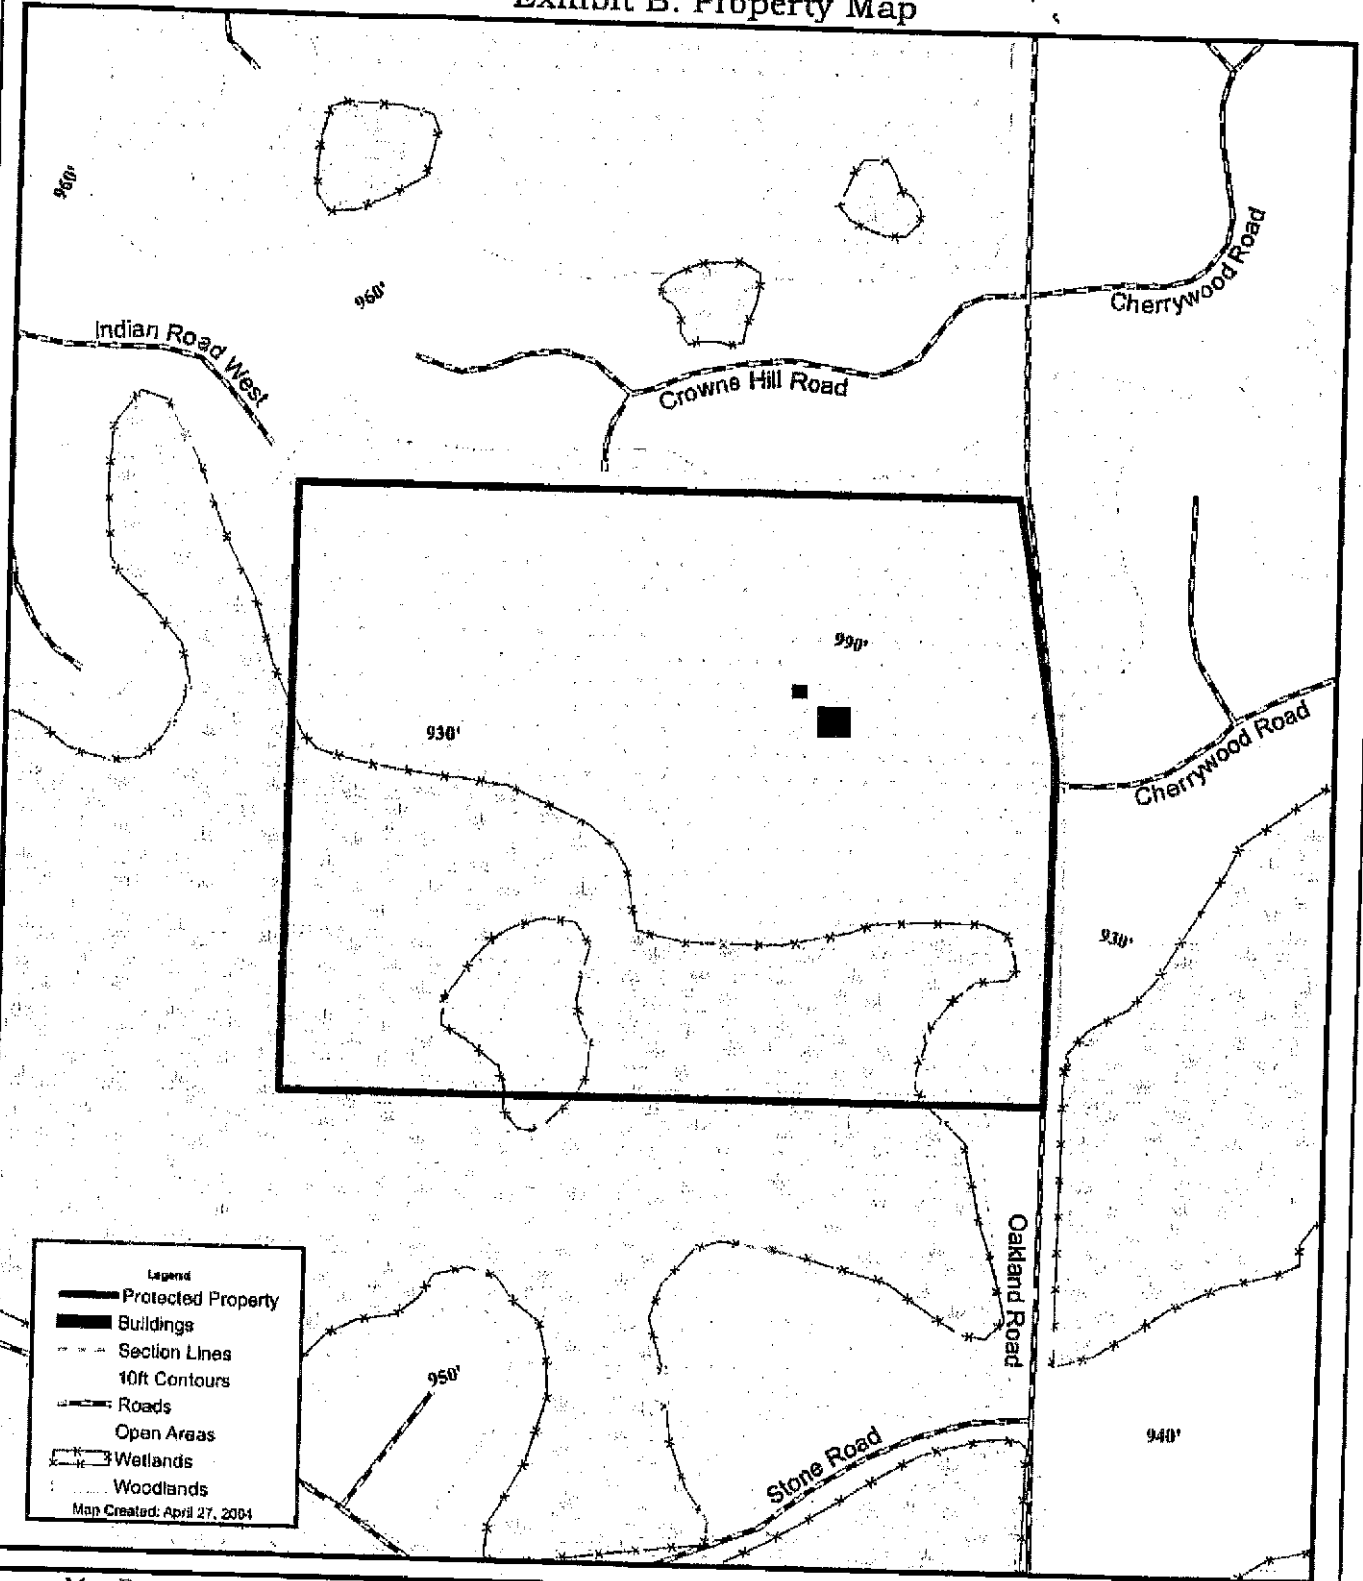 Exhibit B: Property Map
960'
960'
Indian Road West
Cherrywood Road
Crowne Hill Road
990'
930'
Cherrywood Road
930'
Oakland Road
950'
Stone Road
940'
Legend
Protected Property
Buildings
Section Lines
10ft Contours
Roads
Open Areas
Wetlands
Woodlands
Map Created: April 27, 2004